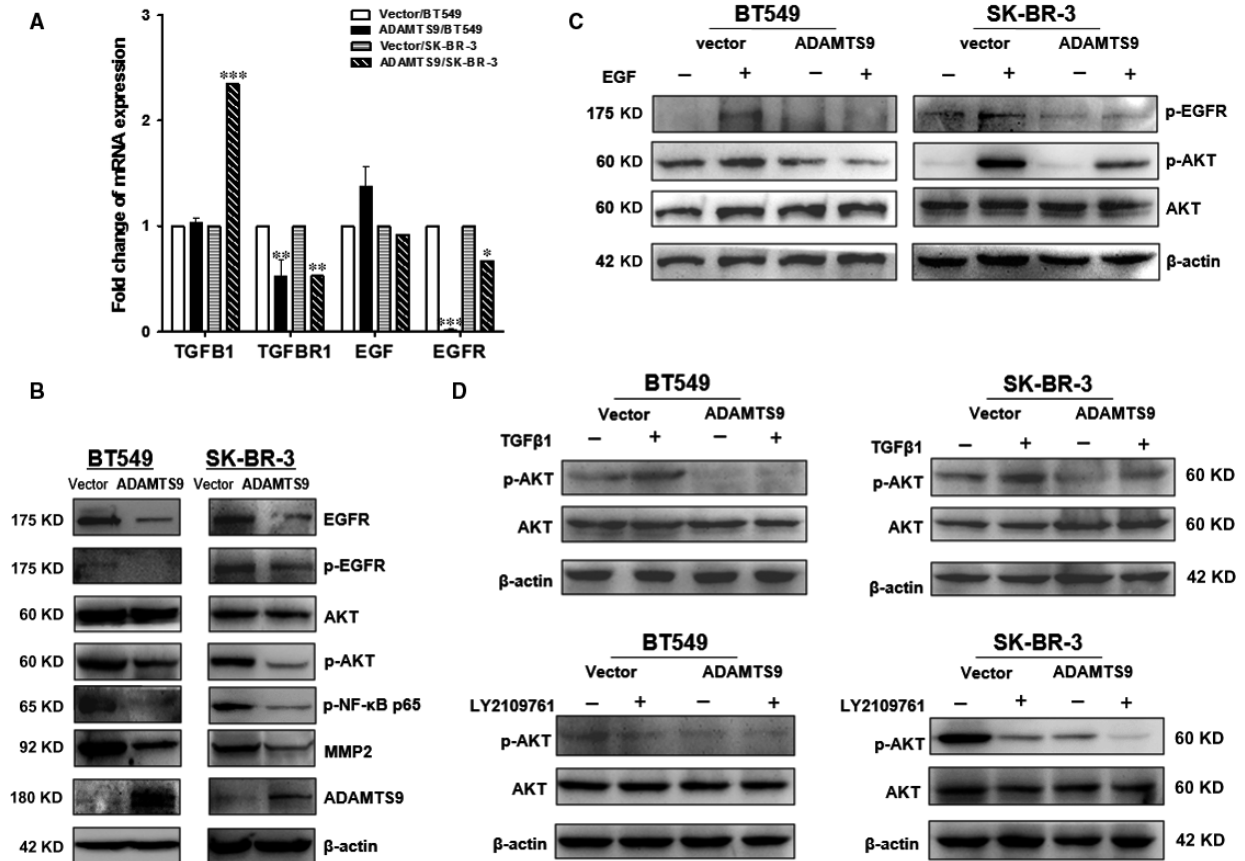 A
Vector/BT549
ADAMTS9/BT549
Vector/SK-BR-3
ADAMTS9/SK-BR-3
Fold change of mRNA expression
3
2
1
0
***
**
**
***
*
TGFB1 TGFBR1 EGF EGFR
B
BT549 SK-BR-3
Vector ADAMTS9 Vector ADAMTS9
175 KD EGFR
175 KD p-EGFR
60 KD AKT
60 KD p-AKT
65 KD p-NF-κB p65
92 KD MMP2
180 KD ADAMTS9
42 KD β-actin
C
BT549 SK-BR-3
vector ADAMTS9 vector ADAMTS9
EGF − + − + − + − +
175 KD p-EGFR
60 KD p-AKT
60 KD AKT
42 KD β-actin
D
BT549
Vector ADAMTS9
TGFβ1 − + − +
p-AKT
AKT
β-actin
SK-BR-3
Vector ADAMTS9
TGFβ1 − + − +
p-AKT 60 KD
AKT 60 KD
β-actin 42 KD
BT549
Vector ADAMTS9
LY2109761 − + − +
p-AKT
AKT
β-actin
SK-BR-3
Vector ADAMTS9
LY2109761 − + − +
p-AKT 60 KD
AKT 60 KD
β-actin 42 KD